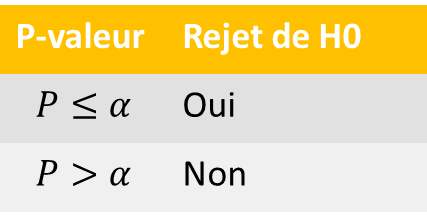 P-valeur Rejet de H0
P ≤ α Oui
P > α Non